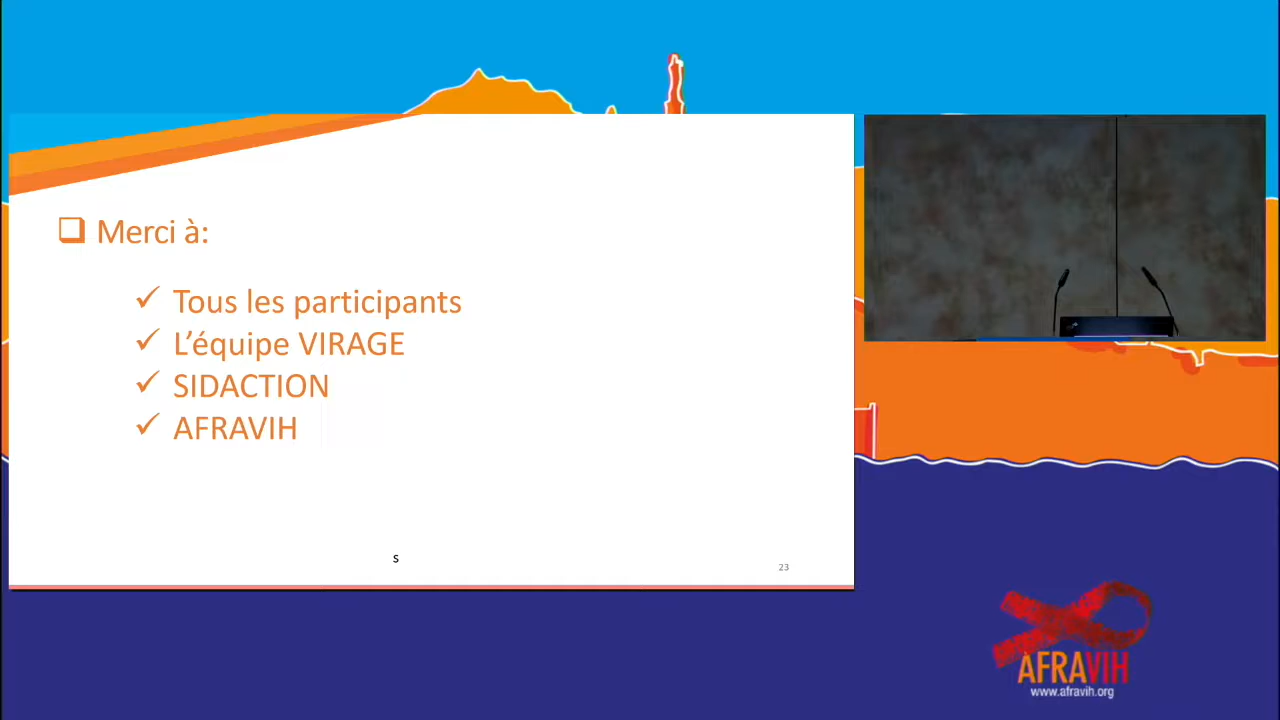 Merci à:
Tous les participants
L’équipe VIRAGE
SIDACTION
AFRAVIH
s
23
AFRAVIH
www.afravih.org